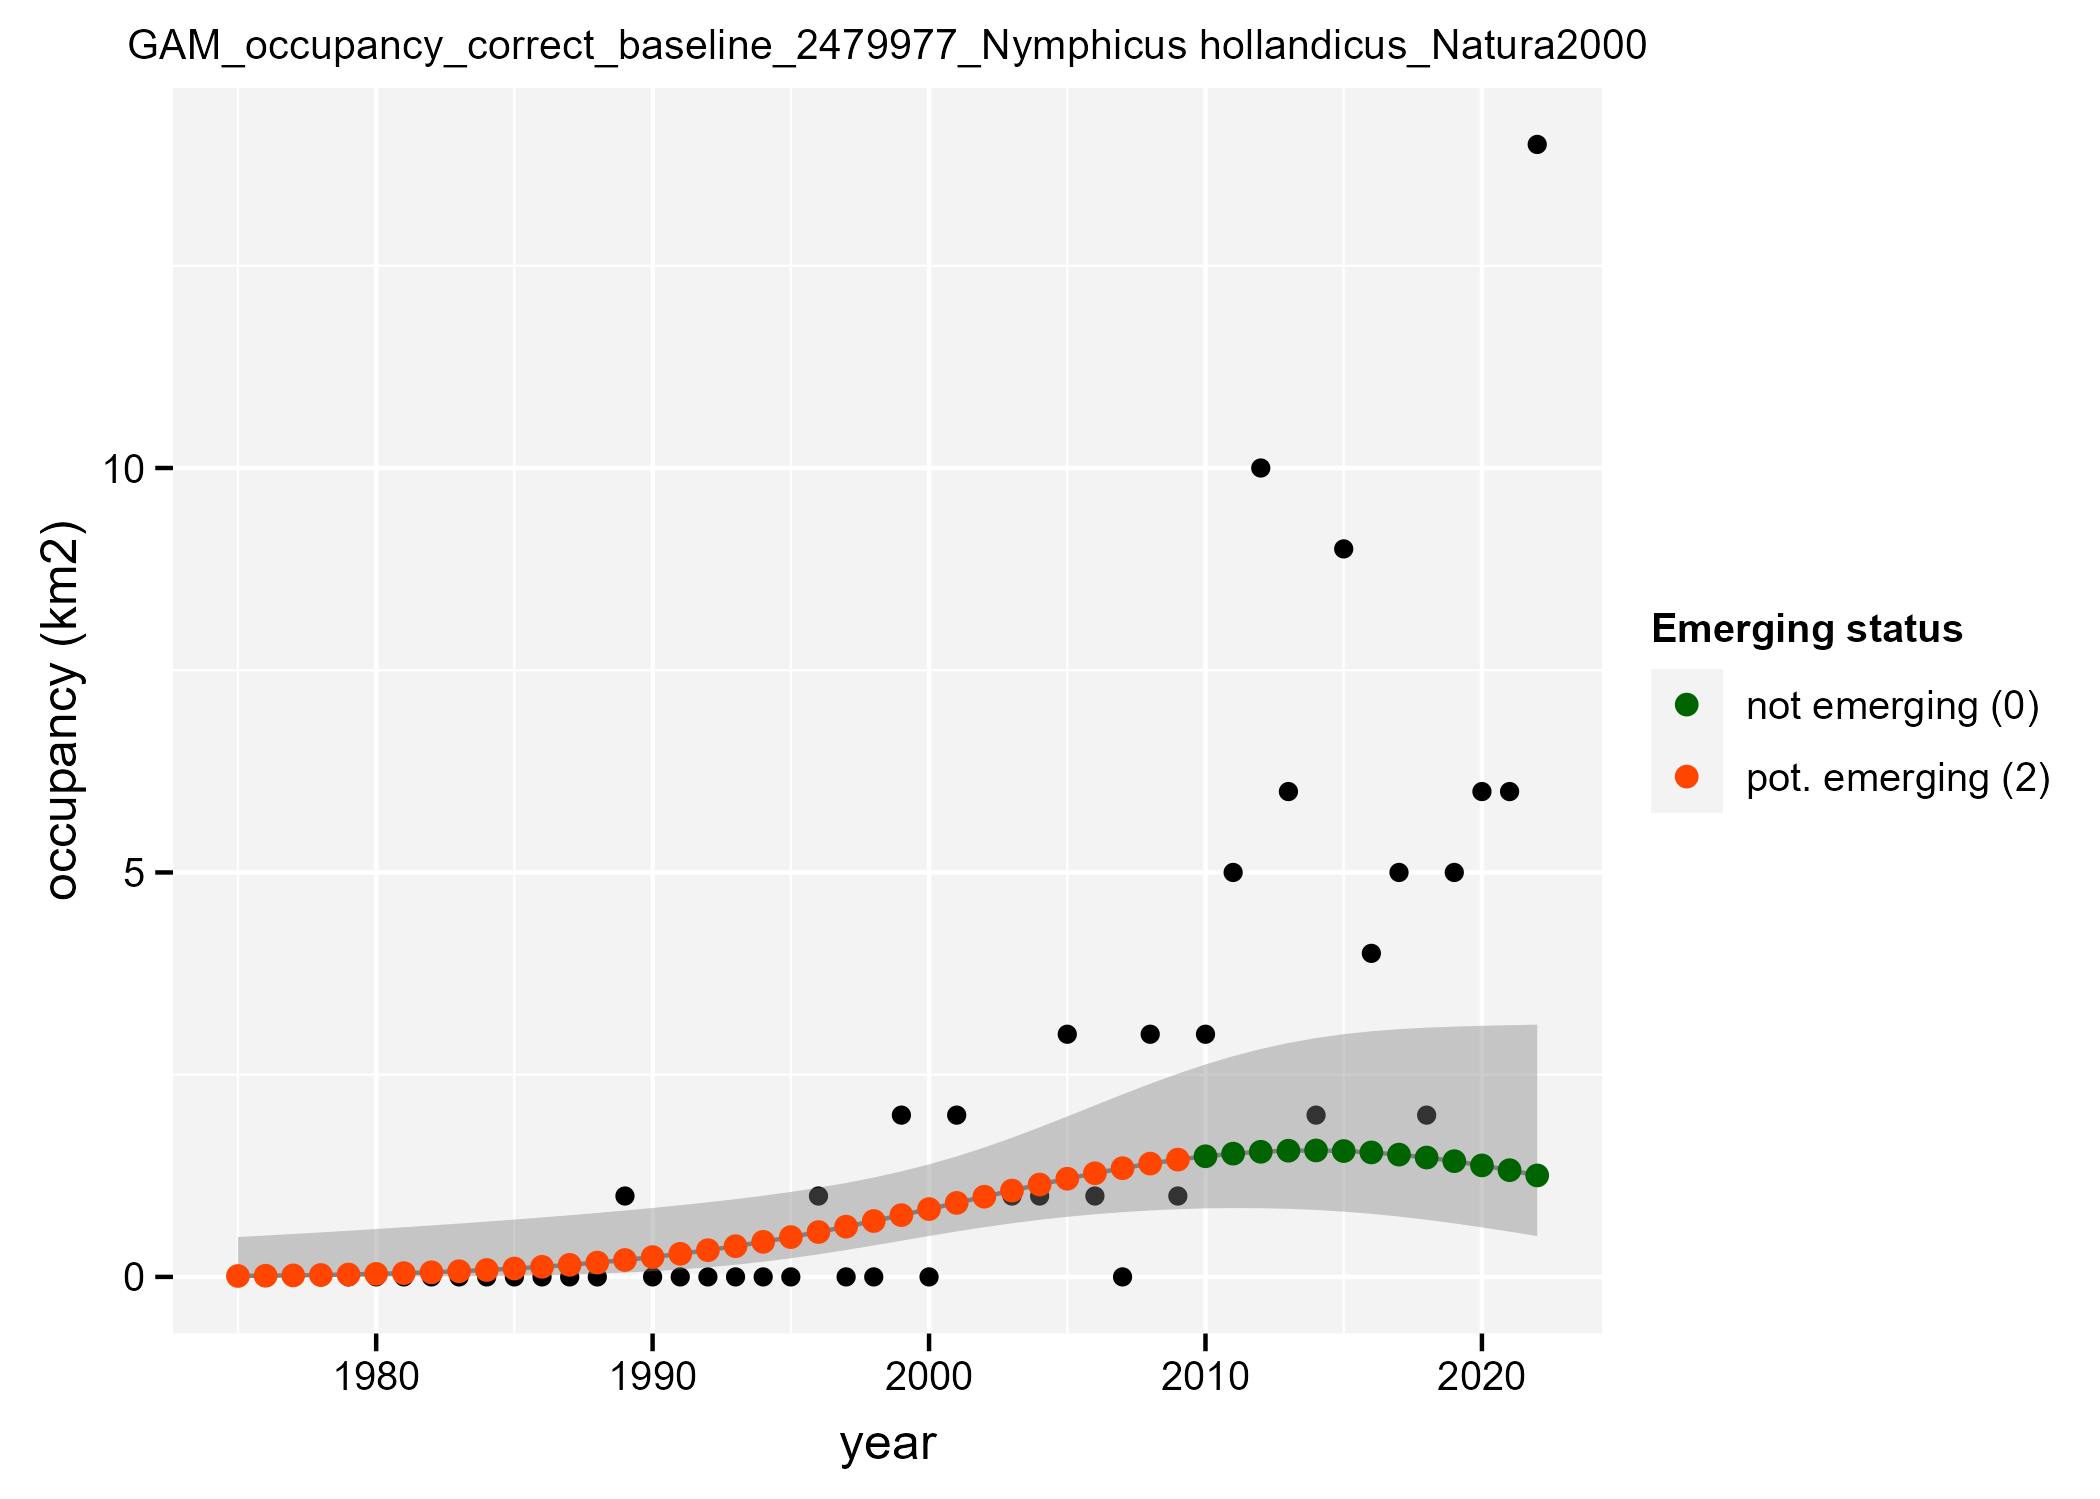 GAM_occupancy_correct_baseline_2479977_Nymphicus hollandicus_Natura2000
occupancy (km2)
10
5
0
1980 1990 2000 2010 2020
year
Emerging status
not emerging (0)
pot. emerging (2)